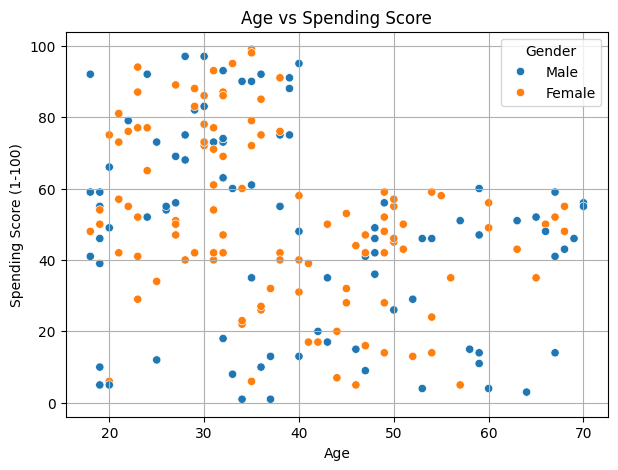 Age vs Spending Score
Gender
Male
Female
Spending Score (1-100)
100
80
60
40
20
0
20 30 40 50 60 70
Age